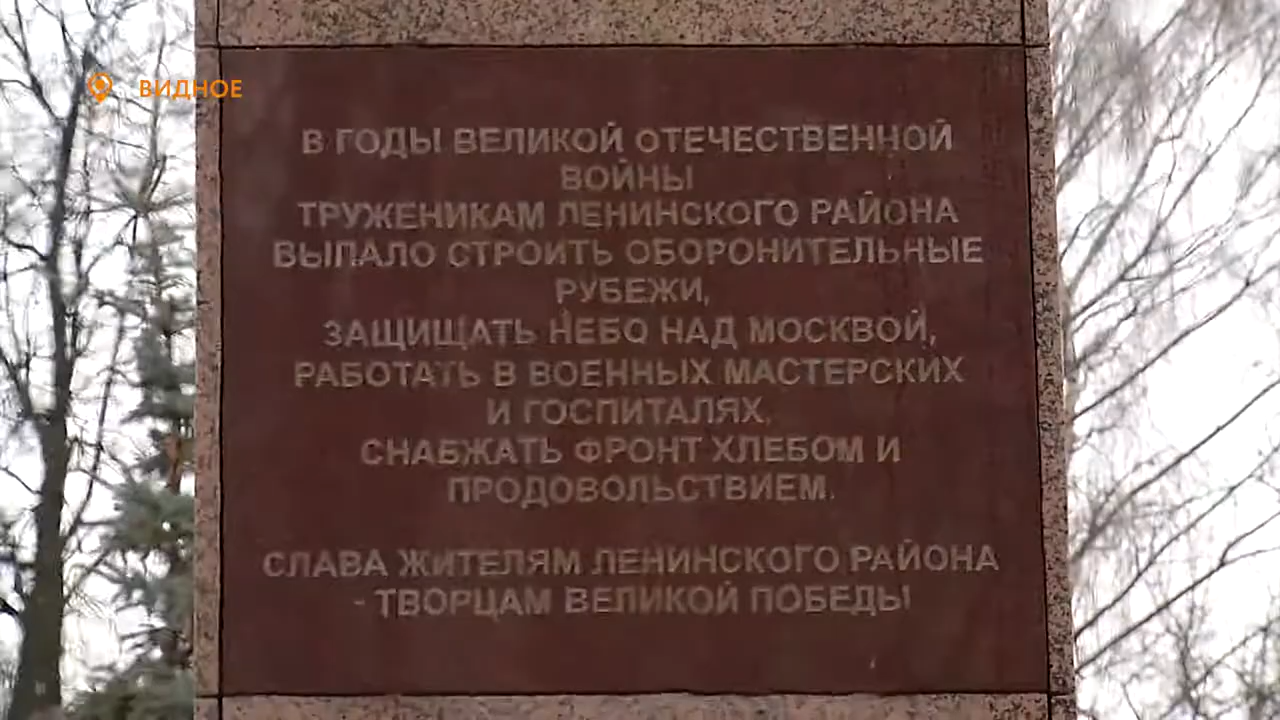 ВИДНОЕ
В ГОДЫ ВЕЛИКОЙ ОТЕЧЕСТВЕННОЙ
ВОЙНЫ
ТРУЖЕНИКАМ ЛЕНИНСКОГО РАЙОНА
ВЫПАЛО СТРОИТЬ ОБОРОНИТЕЛЬНЫЕ
РУБЕЖИ,
ЗАЩИЩАТЬ НЕБО НАД МОСКВОЙ,
РАБОТАТЬ В ВОЕННЫХ МАСТЕРСКИХ
И ГОСПИТАЛЯХ,
СНАБЖАТЬ ФРОНТ ХЛЕБОМ И
ПРОДОВОЛЬСТВИЕМ.
СЛАВА ЖИТЕЛЯМ ЛЕНИНСКОГО РАЙОНА
- ТВОРЦАМ ВЕЛИКОЙ ПОБЕДЫ